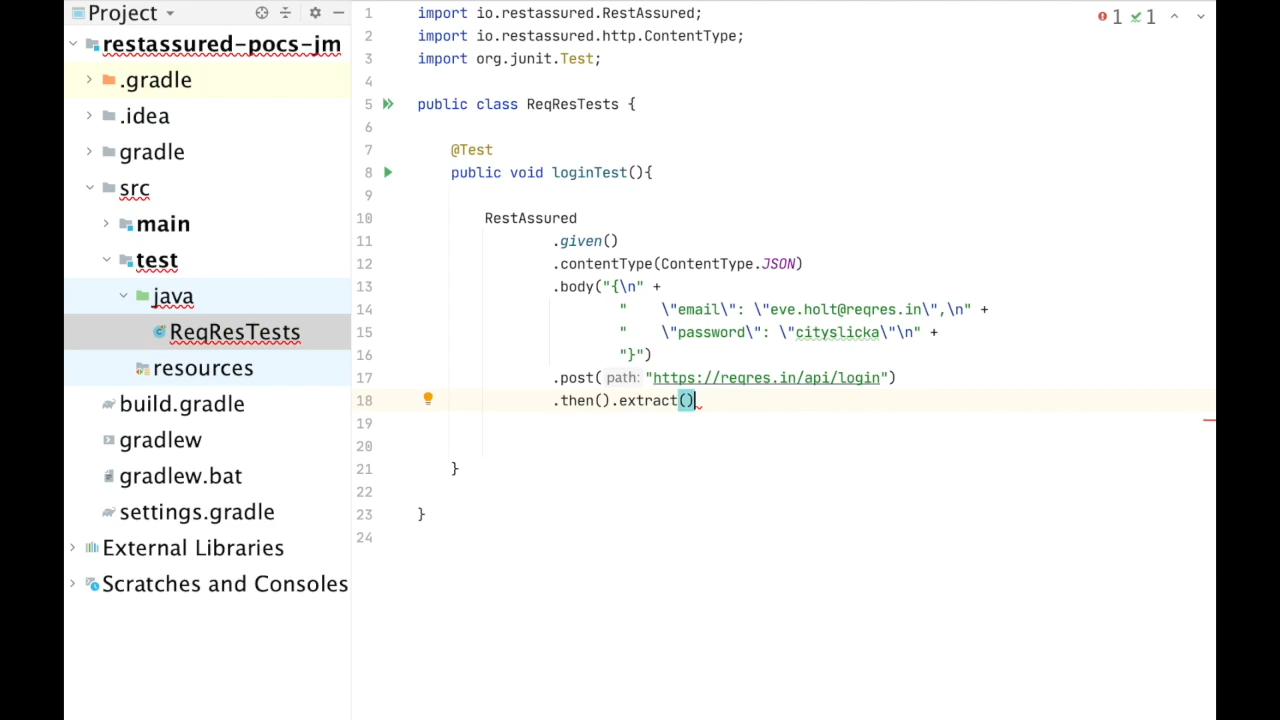 Project
restassured-pocs-jm
.gradle
.idea
gradle
src
main
test
java
ReqResTests
resources
build.gradle
gradlew
gradlew.bat
settings.gradle
External Libraries
Scratches and Consoles
1 import io.restassured.RestAssured;
2 import io.restassured.http.ContentType;
3 import org.junit.Test;
4
5 public class ReqResTests {
6
7 @Test
8 public void loginTest(){
9
10 RestAssured
11 .given()
12 .contentType(ContentType.JSON)
13 .body("{\n" +
14 "    \"email\": \"eve.holt@reqres.in\",\n" +
15 "    \"password\": \"cityslicka\"\n" +
16 "}")
17 .post( path: "https://reqres.in/api/login")
18 .then().extract()
19
20
21 }
22
23 }
24
1 1